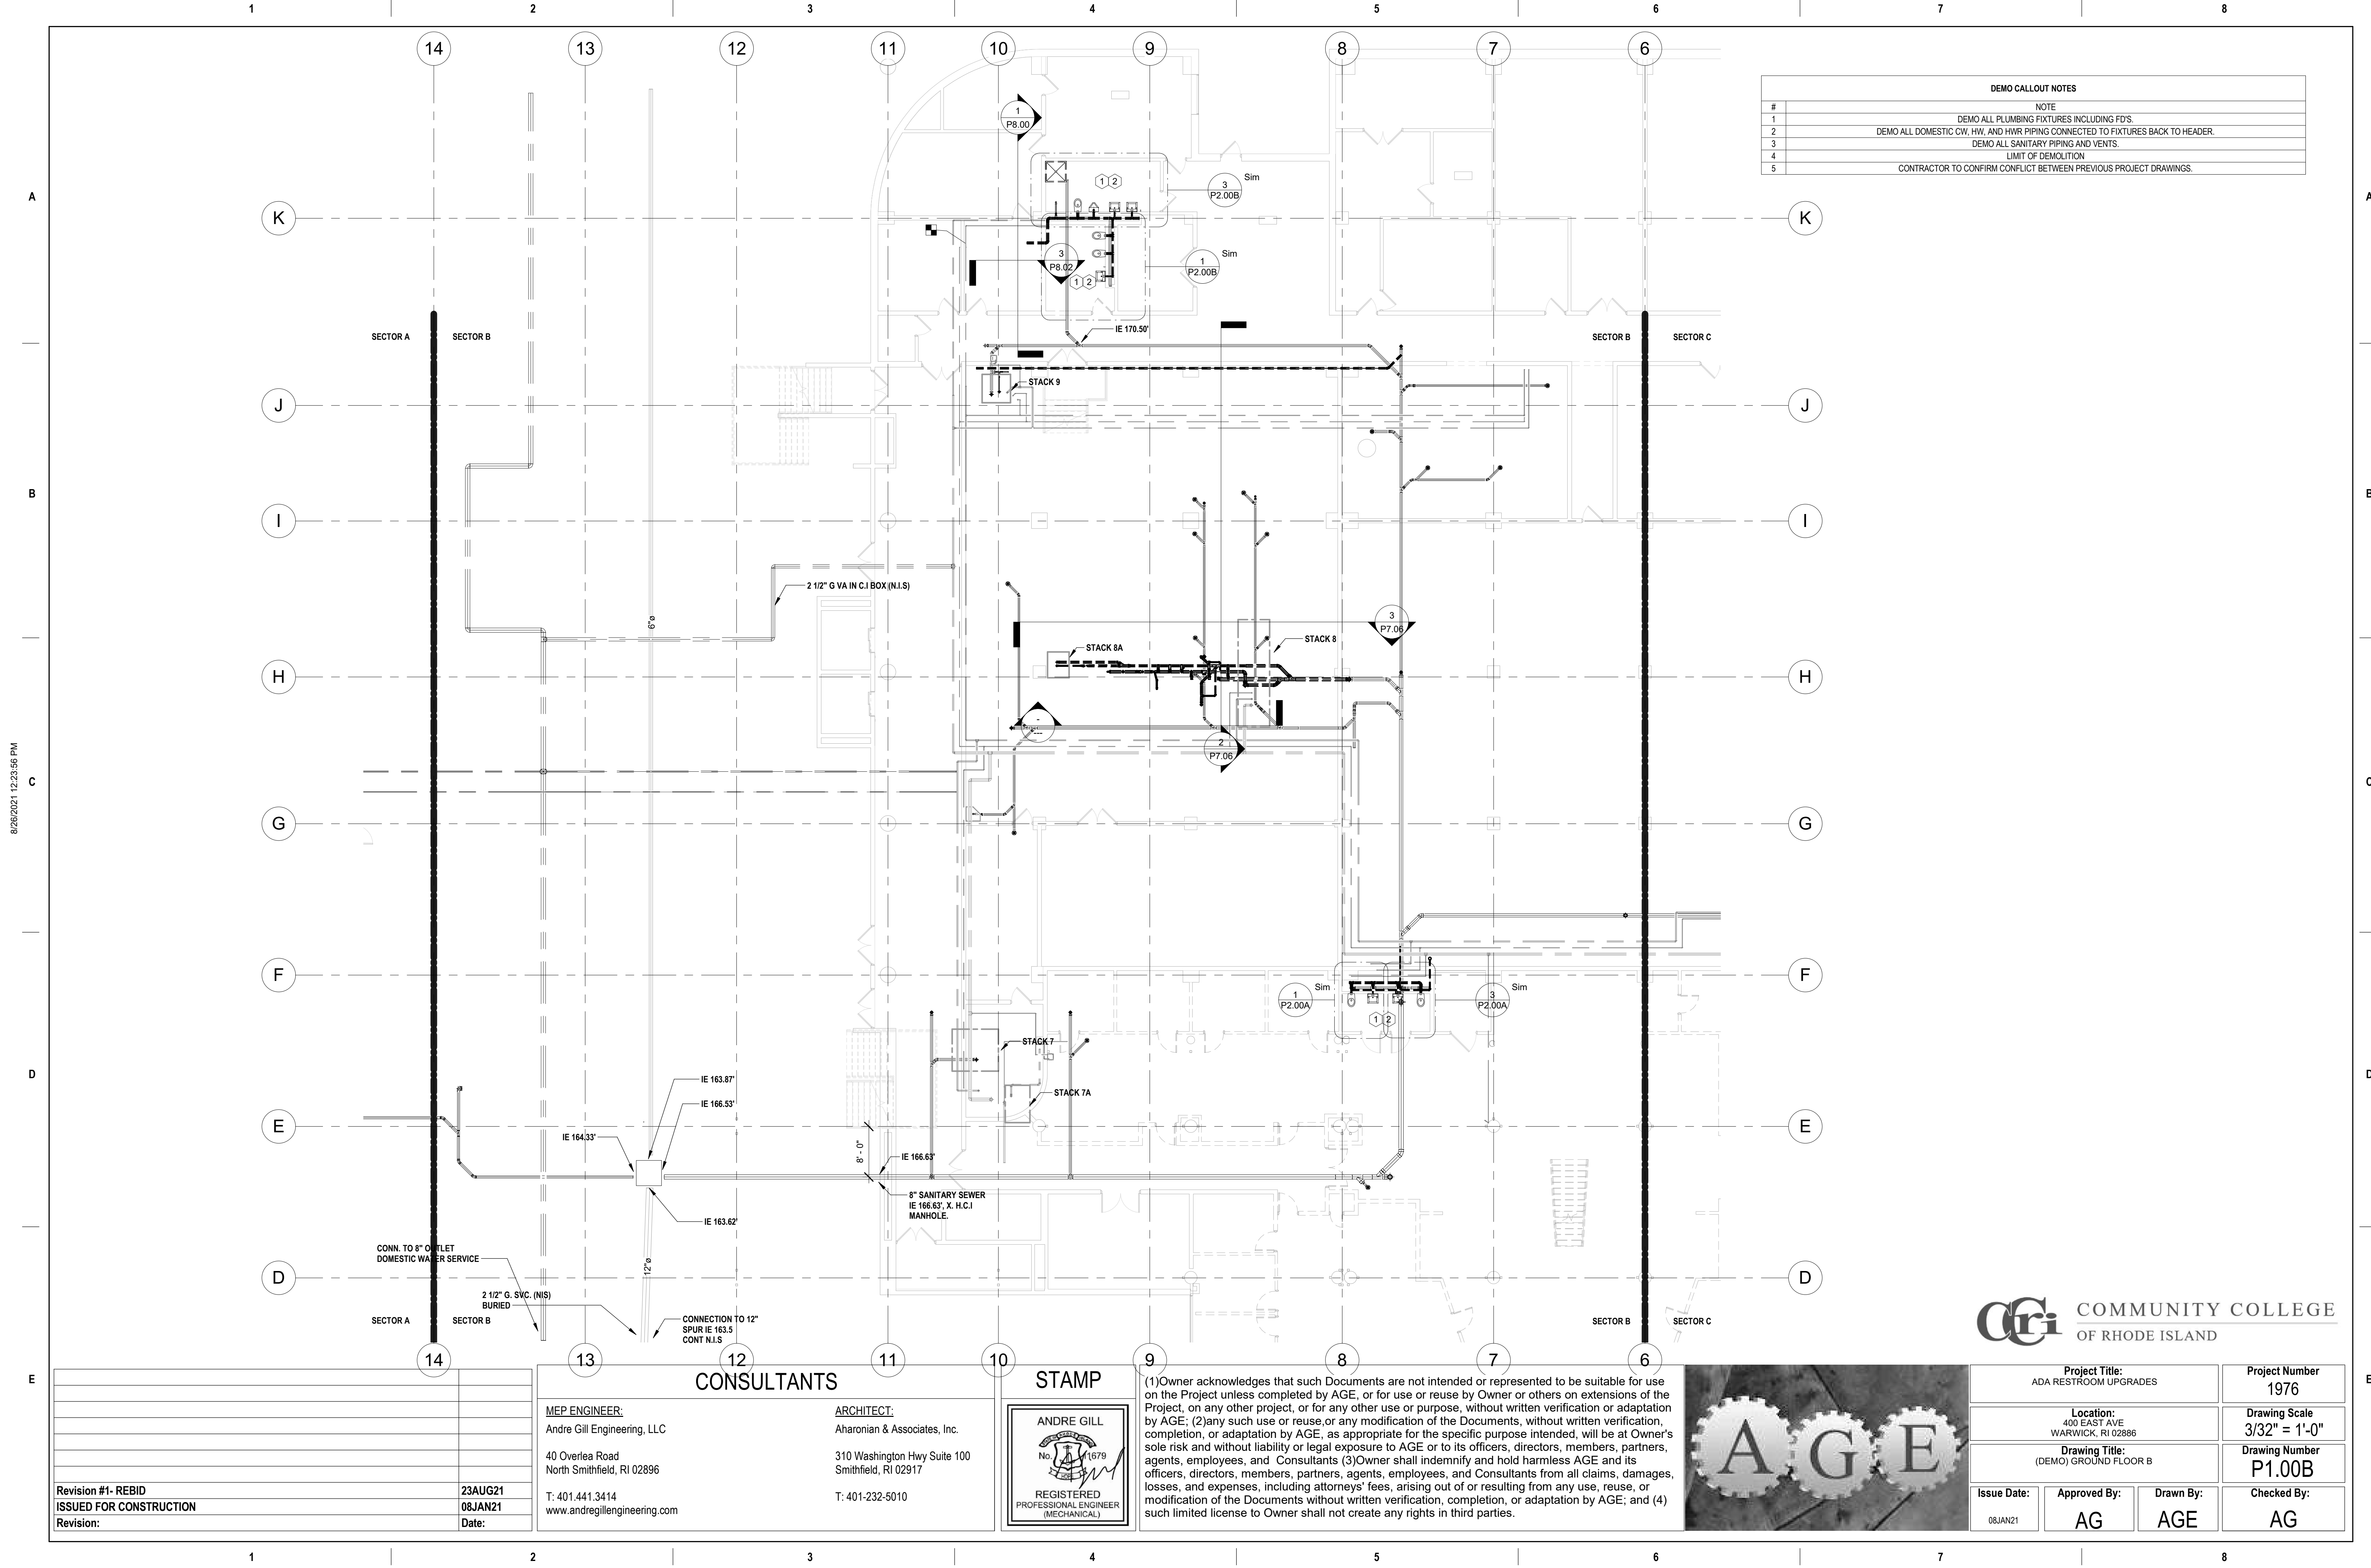 1 2 3 4 5 6 7 8
14 13 12 11 10 9 8 7 6
DEMO CALLOUT NOTES
# NOTE
1 DEMO ALL PLUMBING FIXTURES INCLUDING FD'S.
2 DEMO ALL DOMESTIC CW, HW, AND HWR PIPING CONNECTED TO FIXTURES BACK TO HEADER.
3 DEMO ALL SANITARY PIPING AND VENTS.
4 LIMIT OF DEMOLITION
5 CONTRACTOR TO CONFIRM CONFLICT BETWEEN PREVIOUS PROJECT DRAWINGS.
1
P8.00
1 2
3
P2.00B
Sim
A A
K K
3
P8.02
1
P2.00B
Sim
1 2
IE 170.50'
SECTOR A SECTOR B
SECTOR B SECTOR C
STACK 9
J J
B B
I I
2 1/2" G VA IN C.I BOX (N.I.S)
6"ø
3
P7.06
STACK 8
STACK 8A
H H
-
---
2
P7.06
8/26/2021 12:23:56 PM
C C
G G
F F
1
P2.00A
Sim
3
P2.00A
Sim
1 2
STACK 7
D D
IE 163.87'
STACK 7A
IE 166.53'
E E
IE 164.33'
8' - 0"
IE 166.63'
8" SANITARY SEWER
IE 166.63', X. H.C.I
MANHOLE.
IE 163.62'
CONN. TO 8" OUTLET
DOMESTIC WATER SERVICE
12"ø
D D
2 1/2" G. SVC. (NIS)
BURIED
CONNECTION TO 12"
SPUR IE 163.5
CONT N.I.S
SECTOR A SECTOR B
SECTOR B SECTOR C
14 13 12 11 10 9 8 7 6
CCri
COMMUNITY COLLEGE
OF RHODE ISLAND
E E
Revision #1- REBID 23AUG21
ISSUED FOR CONSTRUCTION 08JAN21
Revision: Date:
CONSULTANTS
MEP ENGINEER:
Andre Gill Engineering, LLC
40 Overlea Road
North Smithfield, RI 02896
T: 401.441.3414
www.andregillengineering.com
ARCHITECT:
Aharonian & Associates, Inc.
310 Washington Hwy Suite 100
Smithfield, RI 02917
T: 401-232-5010
STAMP
ANDRE GILL
No. 11679
HOPE
REGISTERED
PROFESSIONAL ENGINEER
(MECHANICAL)
(1)Owner acknowledges that such Documents are not intended or represented to be suitable for use
on the Project unless completed by AGE, or for use or reuse by Owner or others on extensions of the
Project, on any other project, or for any other use or purpose, without written verification or adaptation
by AGE; (2)any such use or reuse,or any modification of the Documents, without written verification,
completion, or adaptation by AGE, as appropriate for the specific purpose intended, will be at Owner's
sole risk and without liability or legal exposure to AGE or to its officers, directors, members, partners,
agents, employees, and Consultants (3)Owner shall indemnify and hold harmless AGE and its
officers, directors, members, partners, agents, employees, and Consultants from all claims, damages,
losses, and expenses, including attorneys' fees, arising out of or resulting from any use, reuse, or
modification of the Documents without written verification, completion, or adaptation by AGE; and (4)
such limited license to Owner shall not create any rights in third parties.
A G E
Project Title:
ADA RESTROOM UPGRADES
Location:
400 EAST AVE
WARWICK, RI 02886
Drawing Title:
(DEMO) GROUND FLOOR B
Issue Date:
08JAN21
Approved By:
AG
Drawn By:
AGE
Project Number
1976
Drawing Scale
3/32" = 1'-0"
Drawing Number
P1.00B
Checked By:
AG
1 2 3 4 5 6 7 8